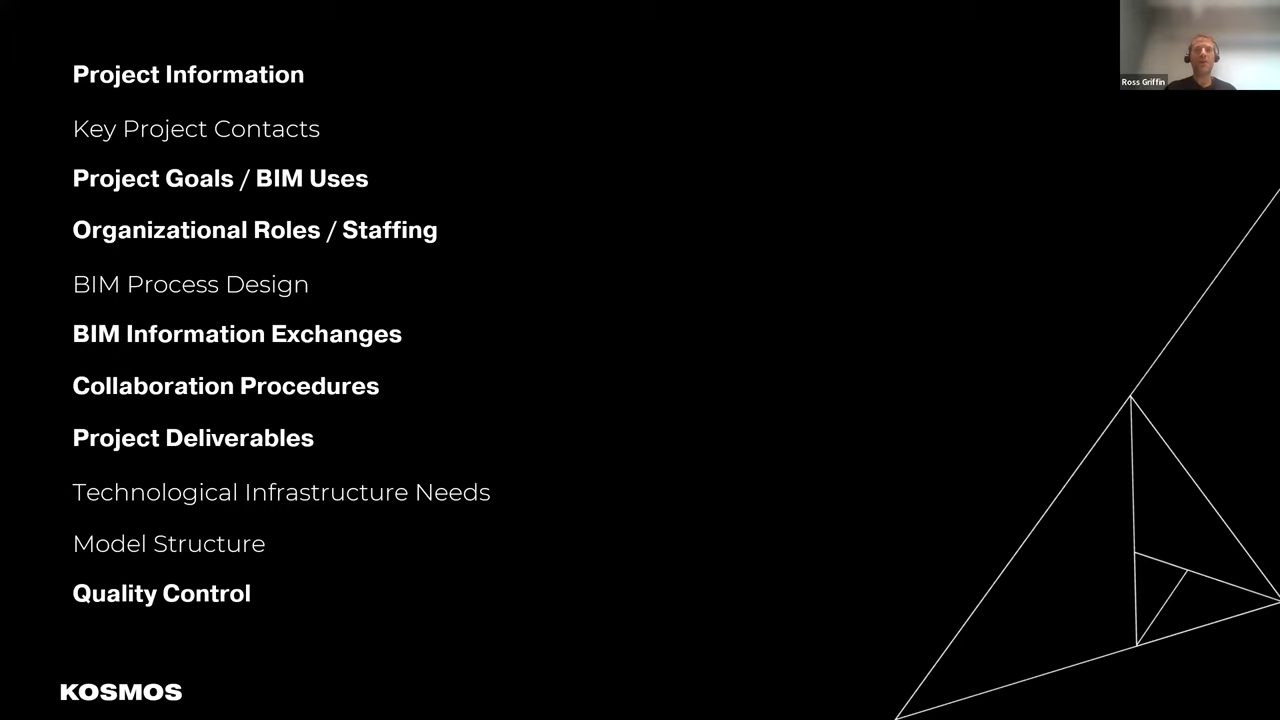 Project Information
Key Project Contacts
Project Goals / BIM Uses
Organizational Roles / Staffing
BIM Process Design
BIM Information Exchanges
Collaboration Procedures
Project Deliverables
Technological Infrastructure Needs
Model Structure
Quality Control
KOSMOS
Ross Griffin